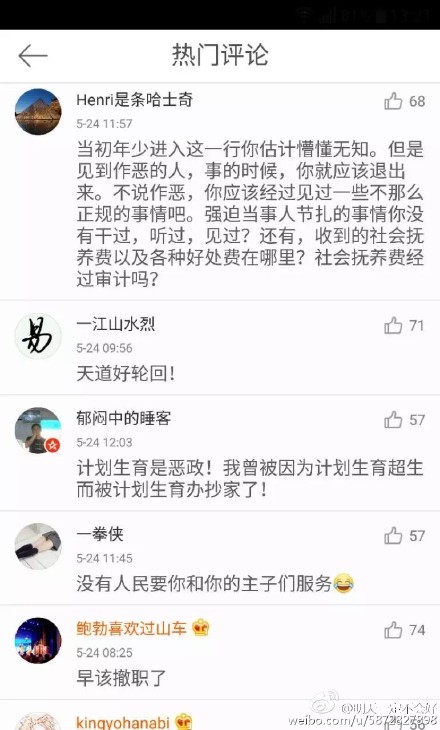 热门评论
Henri是条哈士奇
68
5-24 11:57
当初年少进入这一行你估计懵懂无知。但是
见到作恶的人，事的时候，你就应该退出
来。不说作恶，你应该经过见过一些不那么
正规的事情吧。强迫当事人节扎的事情你没
有干过，听过，见过？还有，收到的社会抚
养费以及各种好处费在哪里？社会抚养费经
过审计吗？
一江山水烈
71
5-24 09:56
天道好轮回！
郁闷中的睡客
57
5-24 12:03
计划生育是恶政！我曾被因为计划生育超生
而被计划生育办抄家了！
一拳侠
57
5-24 11:45
没有人民要你和你的主子们服务😂
鲍勃喜欢过山车
74
5-24 08:25
早该撤职了
kingyohanabi
@明天一定不会好